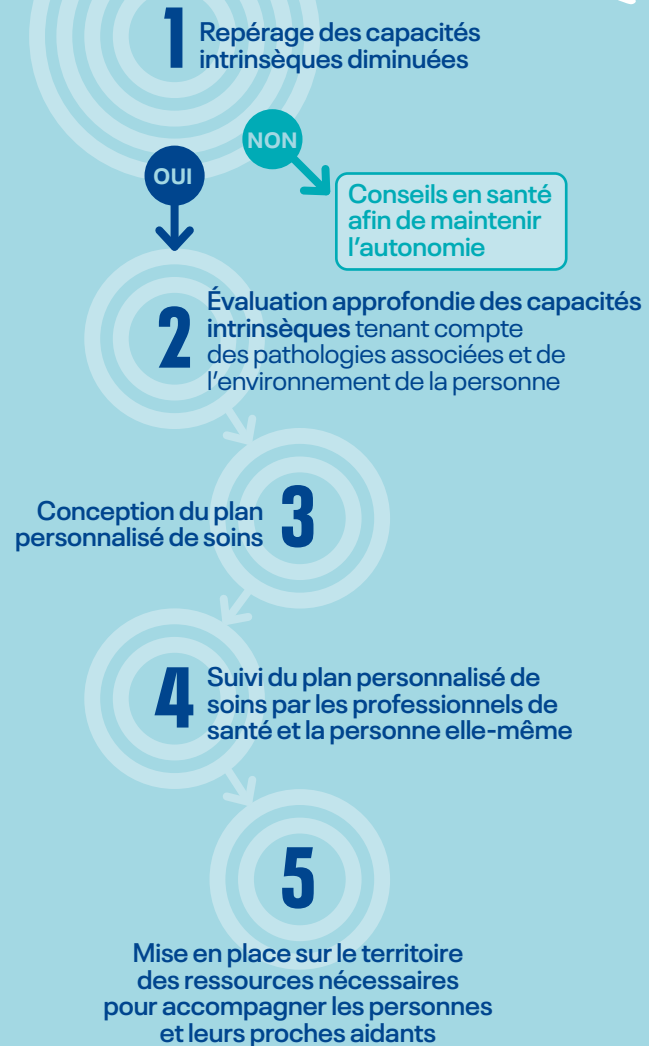 1 Repérage des capacités
intrinsèques diminuées
NON
OUI
Conseils en santé
afin de maintenir
l'autonomie
2 Évaluation approfondie des capacités
intrinsèques tenant compte
des pathologies associées et de
l'environnement de la personne
Conception du plan
personnalisé de soins 3
4 Suivi du plan personnalisé de
soins par les professionnels de
santé et la personne elle-même
5
Mise en place sur le territoire
des ressources nécessaires
pour accompagner les personnes
et leurs proches aidants